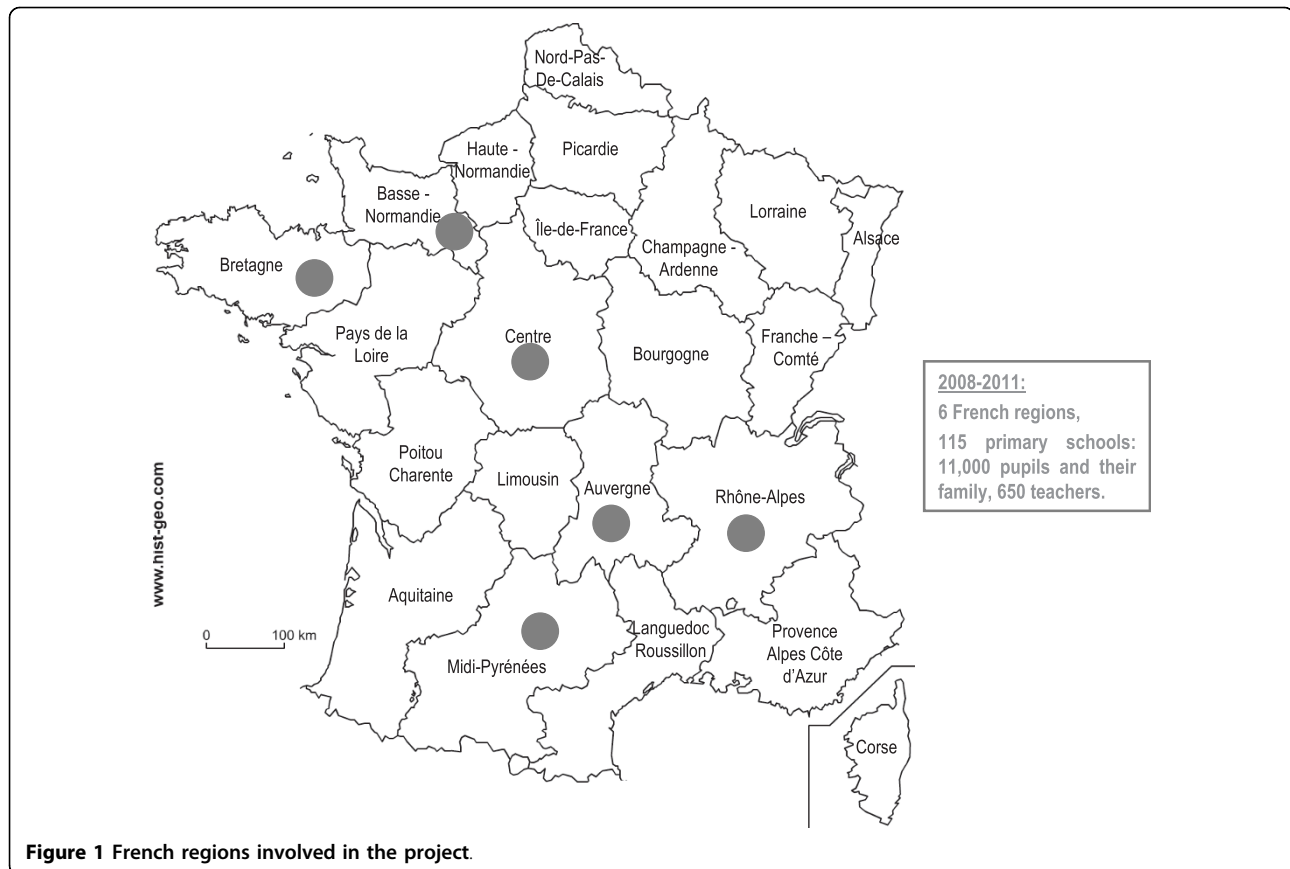 Nord-Pas-
De-Calais
Haute -
Normandie
Picardie
Basse -
Normandie
Île-de-France
Lorraine
Alsace
Champagne -
Ardenne
Bretagne
Pays de la
Loire
Centre
Bourgogne
Franche –
Comté
2008-2011:
6 French regions,
115 primary schools:
11,000 pupils and their
family, 650 teachers.
Poitou
Charente
Limousin
Auvergne
Rhône-Alpes
www.hist-geo.com
Aquitaine
0 100 km
Midi-Pyrénées
Languedoc
Roussillon
Provence
Alpes Côte
d'Azur
Corse
Figure 1 French regions involved in the project.